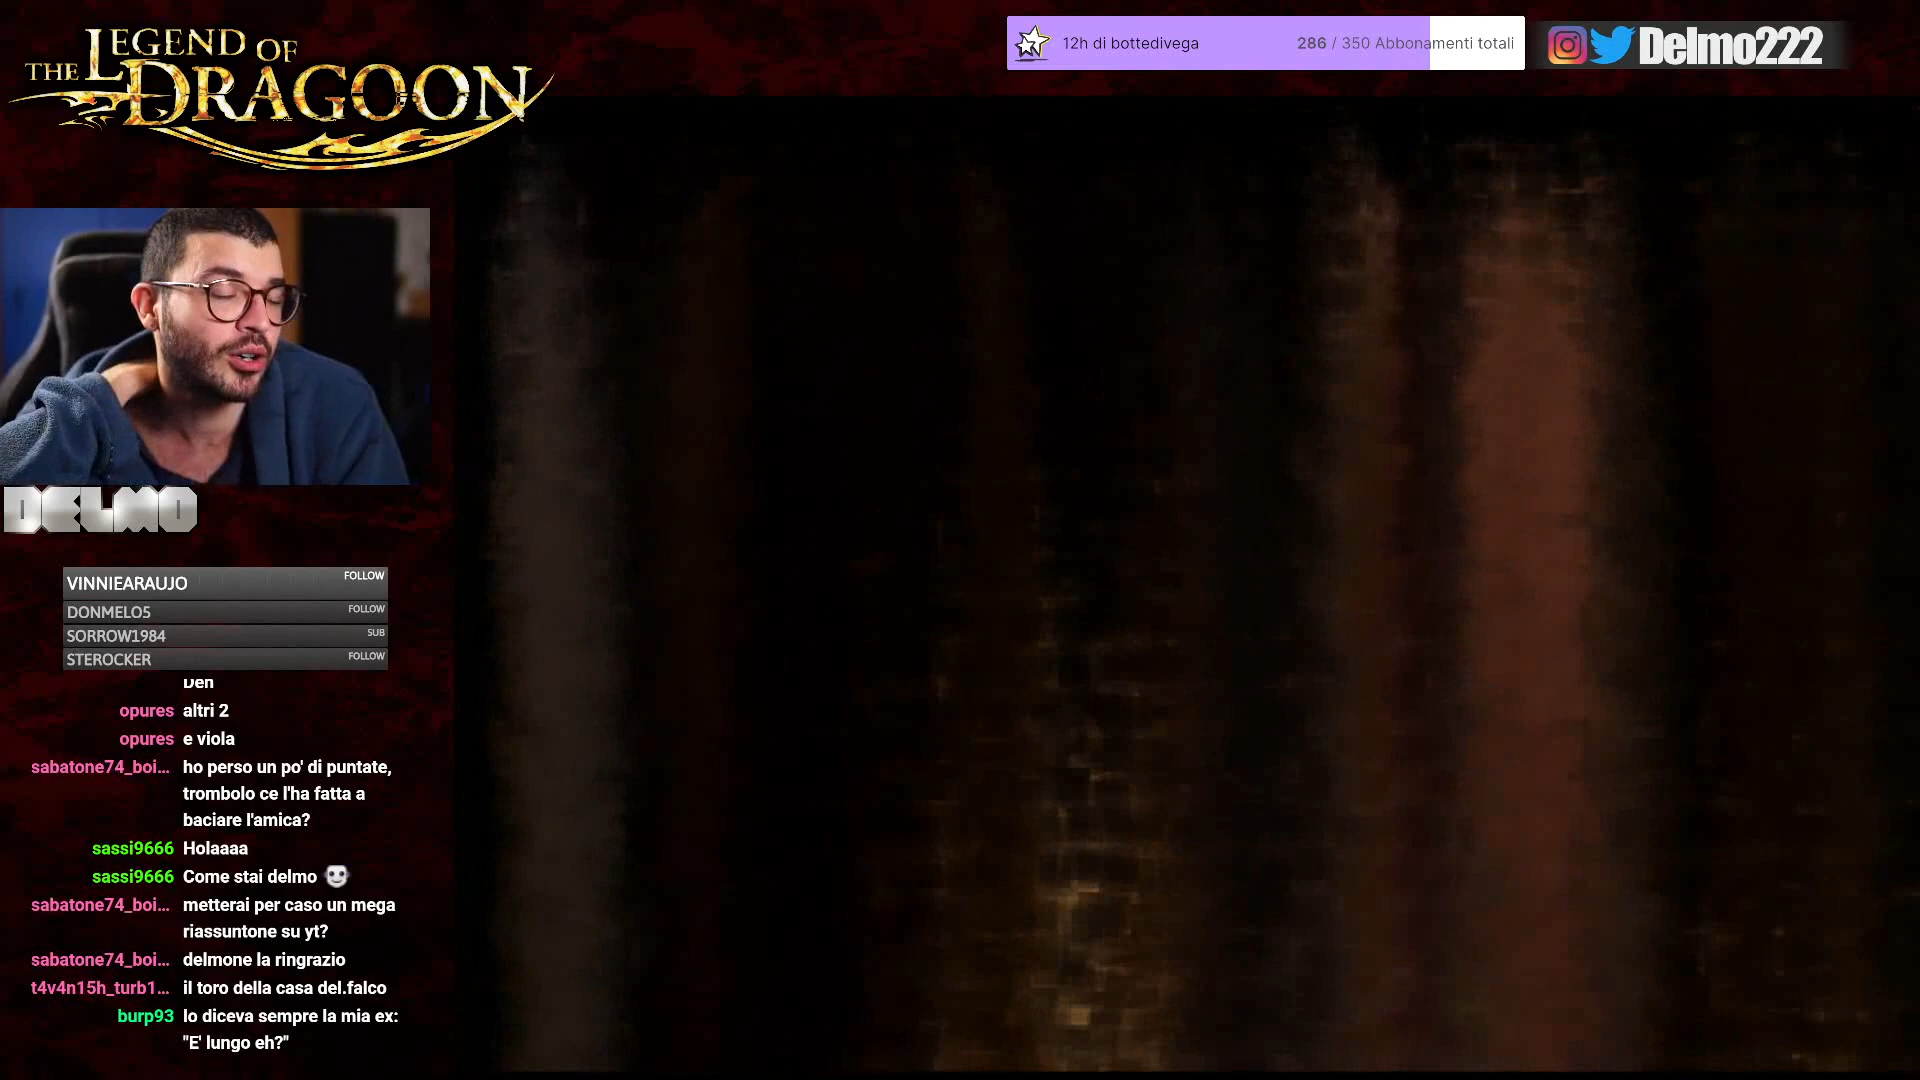 THE LEGEND OF
DRAGOON
12h di bottedivega 286 / 350 Abbonamenti totali
Delmo222
DELMO
VINNIEARAUJO FOLLOW
DONMELO5 FOLLOW
SORROW1984 SUB
STEROCKER FOLLOW
Den
opures altri 2
opures e viola
sabatone74_boi... ho perso un po' di puntate,
trombolo ce l'ha fatta a
baciare l'amica?
sassi9666 Holaaaa
sassi9666 Come stai delmo
sabatone74_boi... metterai per caso un mega
riassuntone su yt?
sabatone74_boi... delmone la ringrazio
t4v4n15h_turb1... il toro della casa del.falco
burp93 lo diceva sempre la mia ex:
"E' lungo eh?"